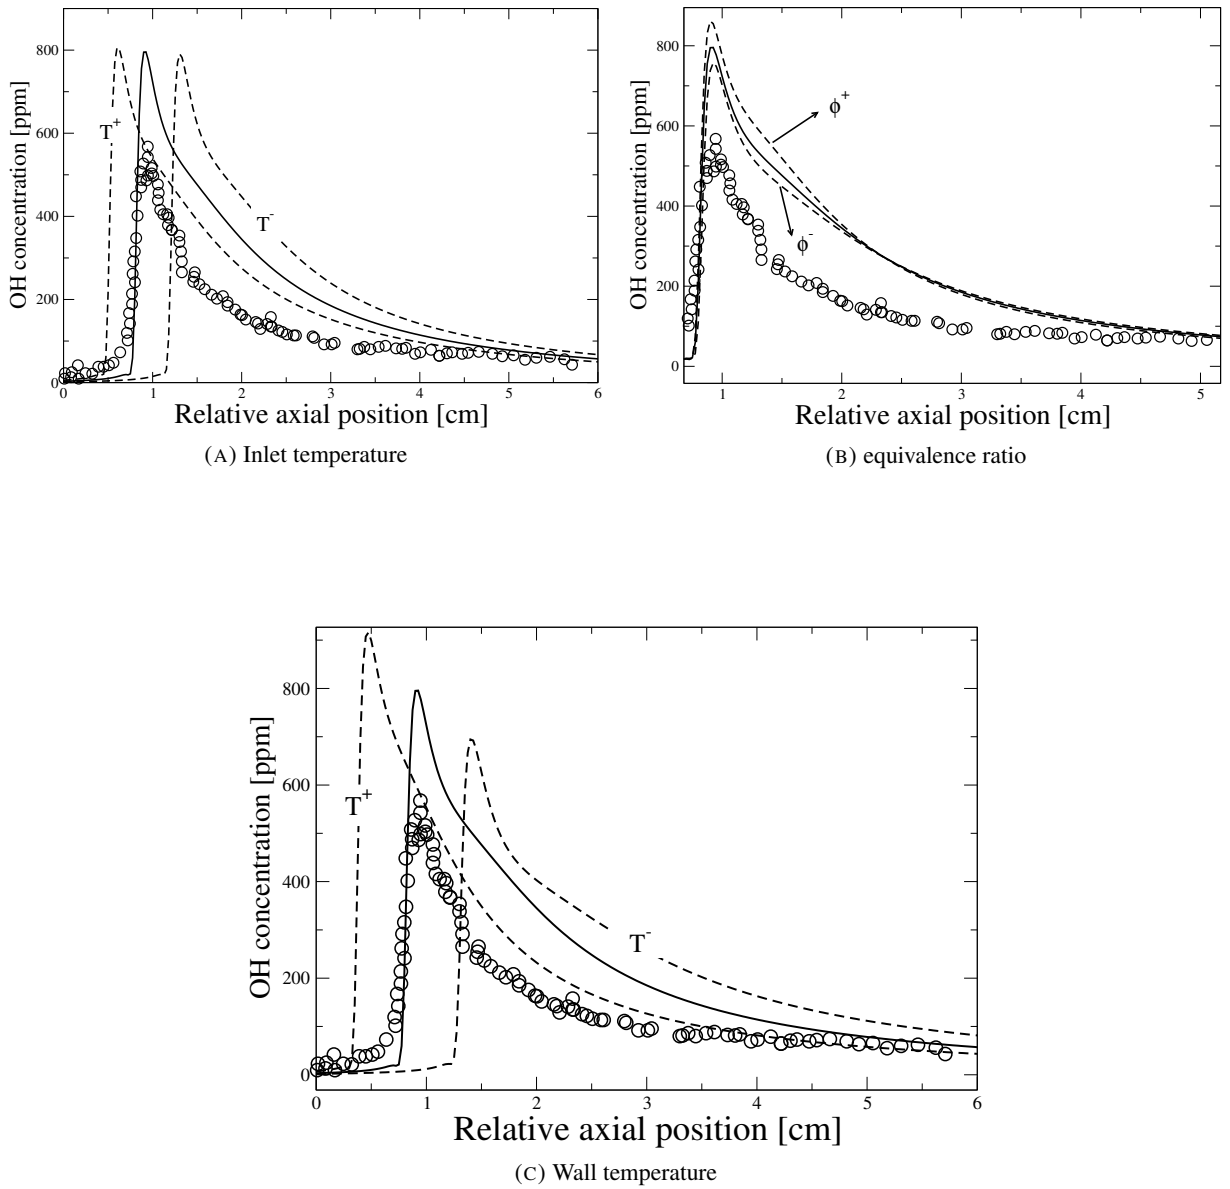 800
600
400
200
0
OH concentration [ppm]
T+
T-
0 1 2 3 4 5 6
Relative axial position [cm]
(A) Inlet temperature
800
600
400
200
0
OH concentration [ppm]
ϕ+
ϕ-
1 2 3 4 5
Relative axial position [cm]
(B) equivalence ratio
800
600
400
200
0
OH concentration [ppm]
T+
T-
0 1 2 3 4 5 6
Relative axial position [cm]
(C) Wall temperature